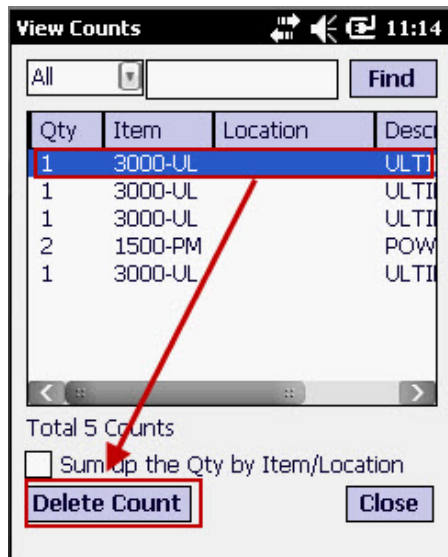 View Counts 11:14
All Find
Qty Item Location Desci
1 3000-UL ULTI
1 3000-UL ULTI
1 3000-UL ULTI
2 1500-PM POW
1 3000-UL ULTI
Total 5 Counts
Sum up the Qty by Item/Location
Delete Count Close